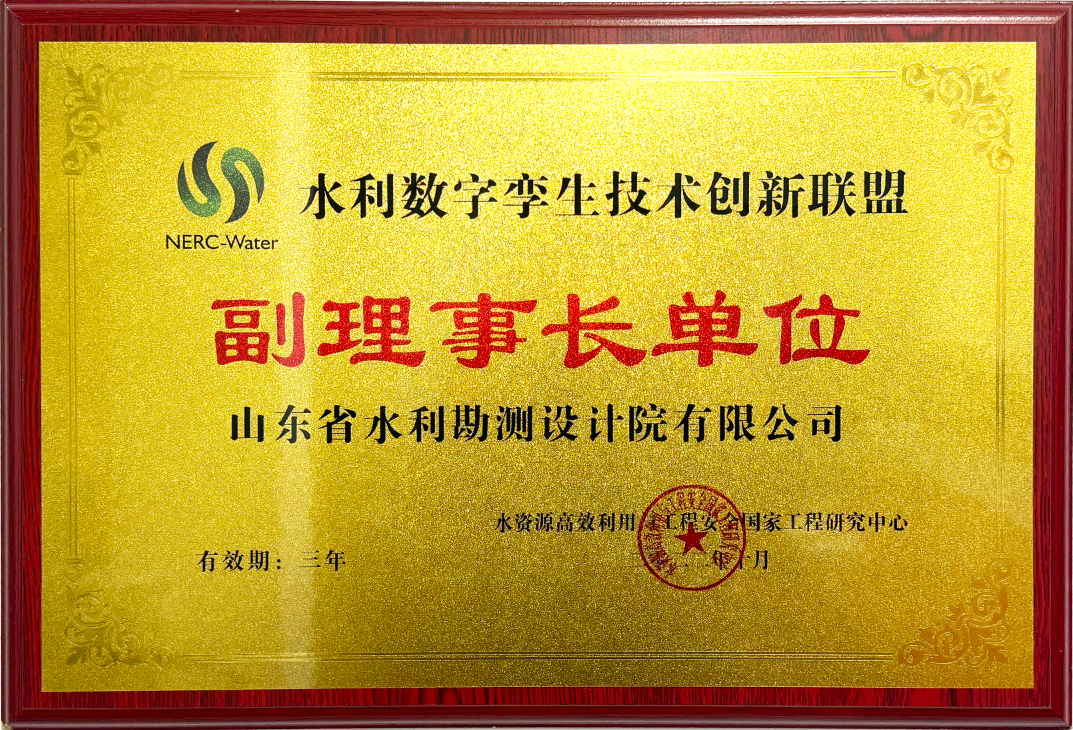 NERC-Water
水利数字孪生技术创新联盟
副理事长单位
山东省水利勘测设计院有限公司
水资源高效利用与工程安全国家工程研究中心
有效期：三年
十月